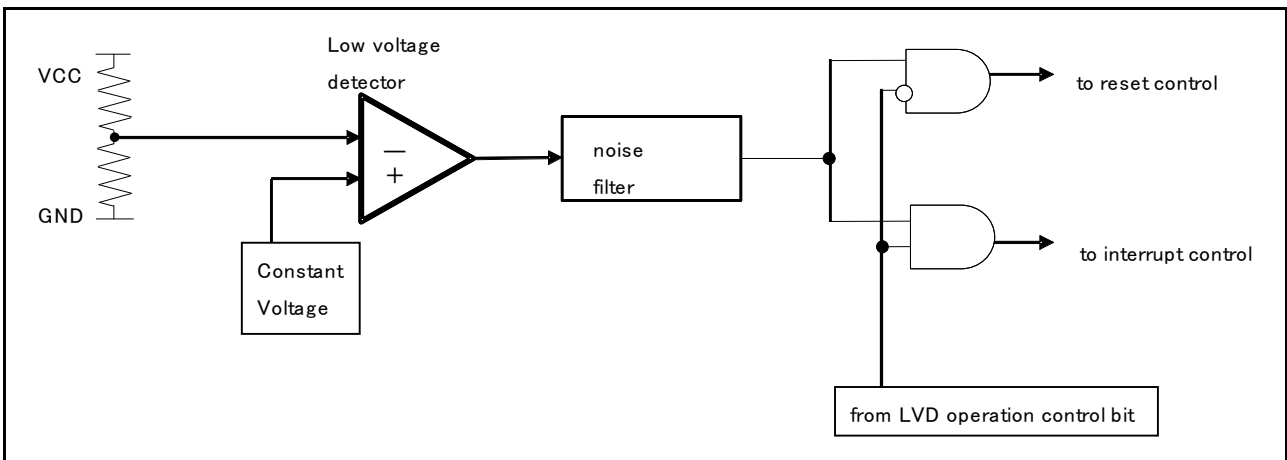 Low voltage
detector
VCC
GND
−
+
Constant
Voltage
noise
filter
to reset control
to interrupt control
from LVD operation control bit